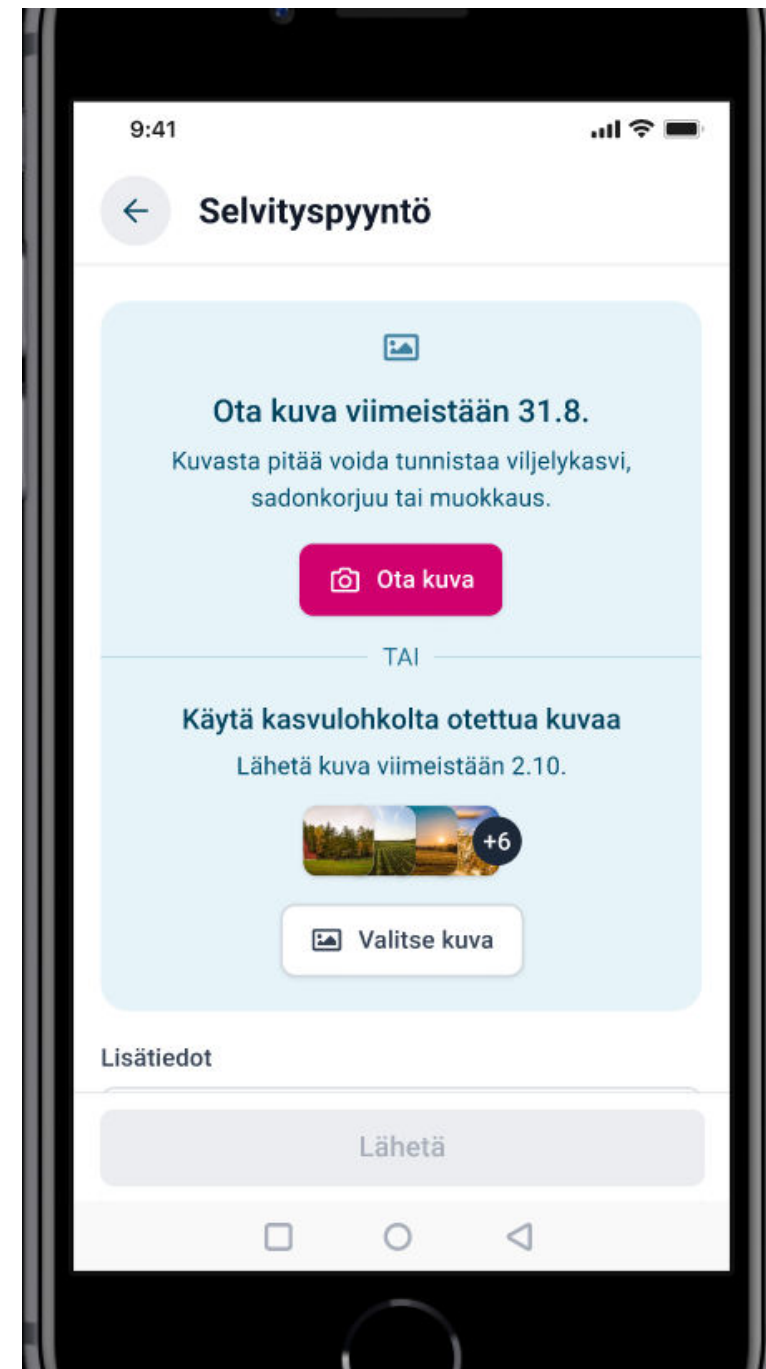 9:41
Selvityspyyntö
Ota kuva viimeistään 31.8.
Kuvasta pitää voida tunnistaa viljelykasvi,
sadonkorjuu tai muokkaus.
Ota kuva
TAI
Käytä kasvulohkolta otettua kuvaa
Lähetä kuva viimeistään 2.10.
+6
Valitse kuva
Lisätiedot
Lähetä